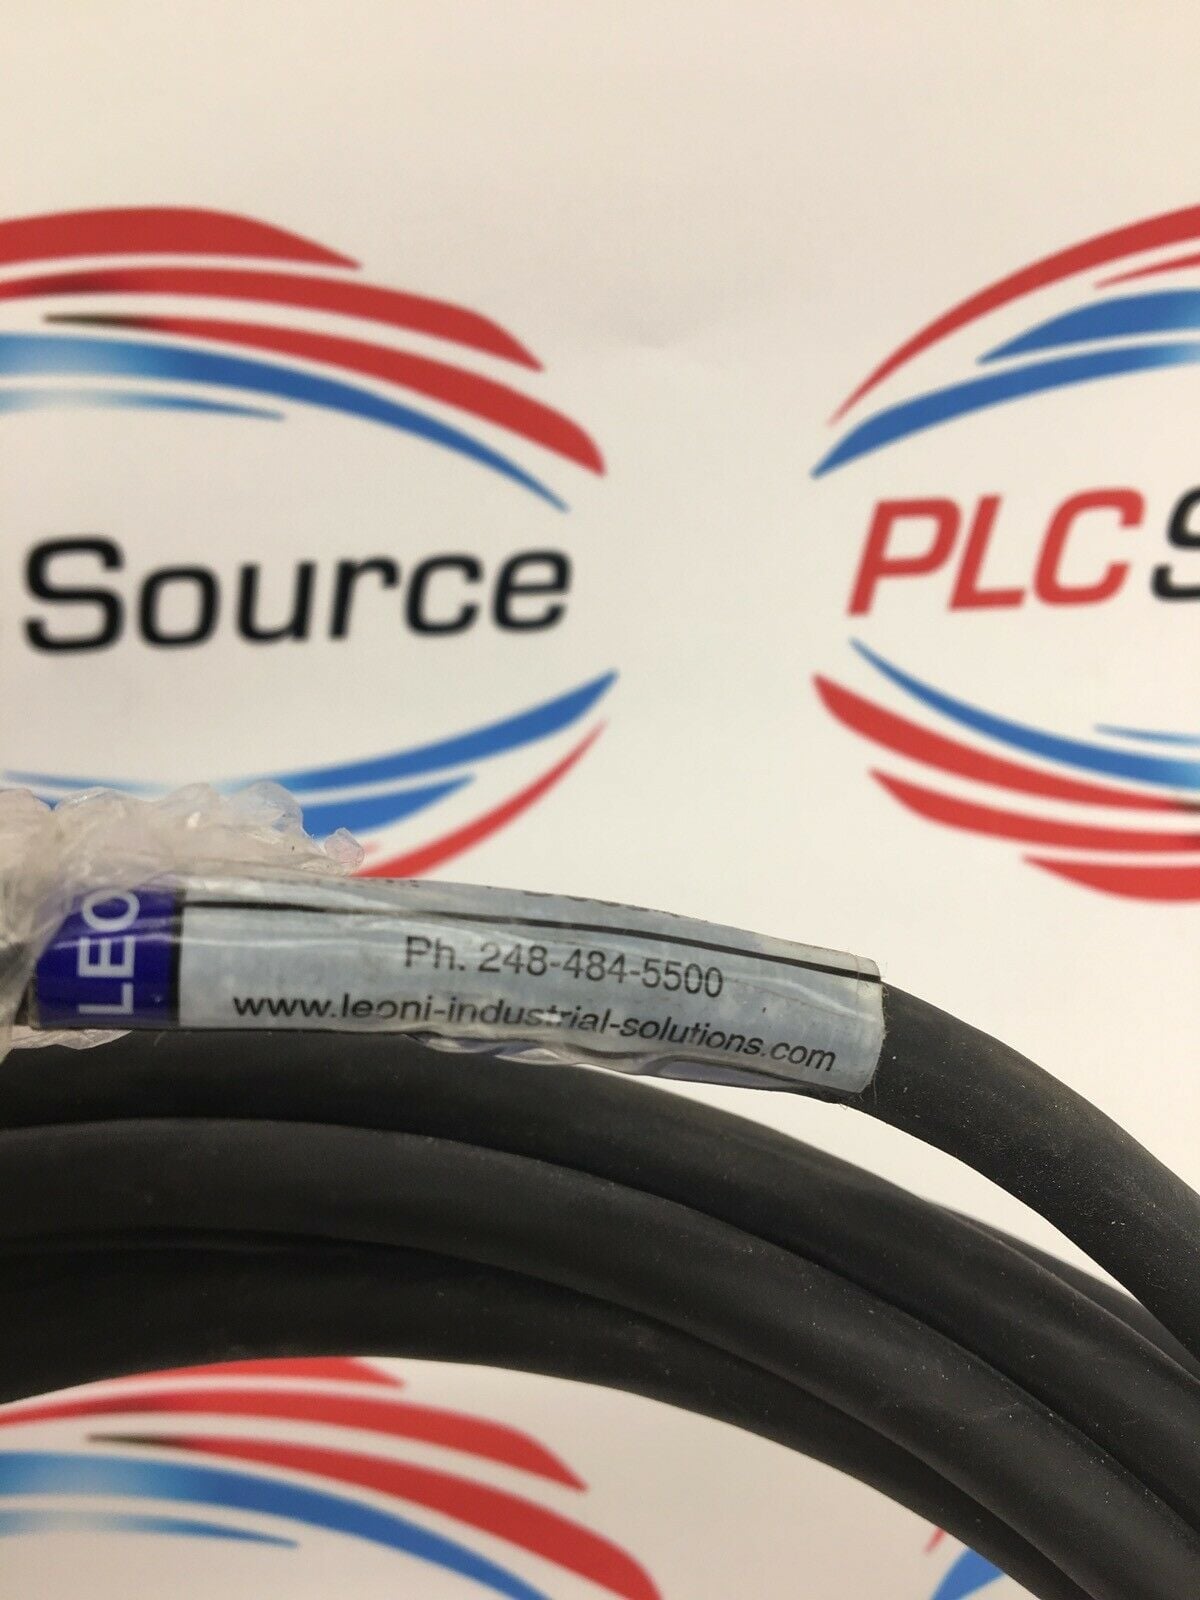 Source
PLC S
LEO
Ph. 248-484-5500
www.leoni-industrial-solutions.com